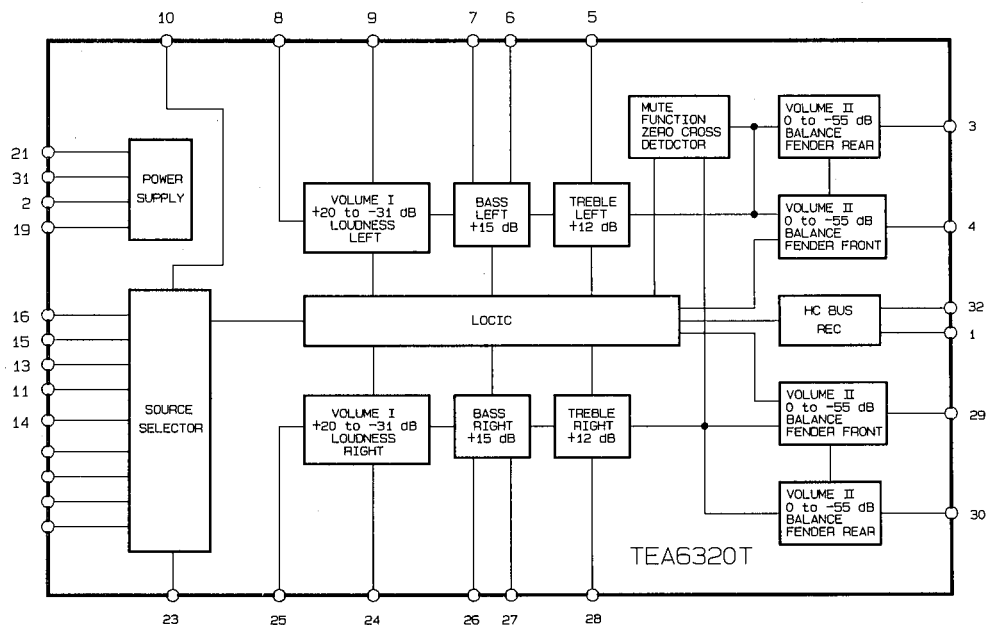 10
8
9
7
6
5
MUTE
FUNCTION
ZERO CROSS
DETDCTOR
VOLUME II
0 to -55 dB
BALANCE
FENDER REAR
3
21
31
2
19
POWER
SUPPLY
VOLUME I
+20 to -31 dB
LOUDNESS
LEFT
BASS
LEFT
+15 dB
TREBLE
LEFT
+12 dB
VOLUME II
0 to -55 dB
BALANCE
FENDER FRONT
4
16
15
13
11
14
SOURCE
SELECTOR
LOCIC
HC BUS
REC
32
1
VOLUME I
+20 to -31 dB
LOUDNESS
RIGHT
BASS
RIGHT
+15 dB
TREBLE
RIGHT
+12 dB
VOLUME II
0 to -55 dB
BALANCE
FENDER FRONT
29
VOLUME II
0 to -55 dB
BALANCE
FENDER REAR
30
TEA6320T
23
25
24
26
27
28